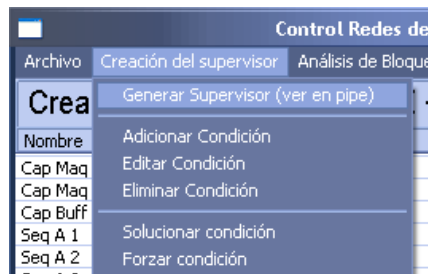 Control Redes de
Archivo Creación del supervisor Análisis de Bloque
Crea
Generar Supervisor (ver en pipe)
Nombre
Adicionar Condición
Cap Maq
Editar Condición
Cap Maq
Eliminar Condición
Cap Buff
Seq A 1
Solucionar condición
Seq A 2
Forzar condición